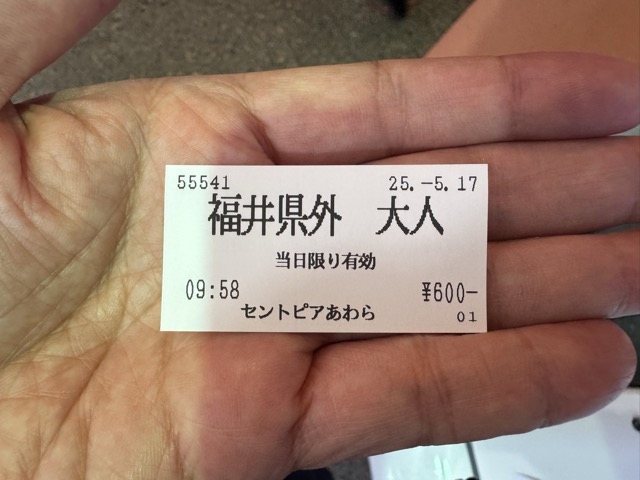 55541 25.-5.17
福井県外 大人
当日限り有効
09:58 ¥600-
セントピアあわら
01